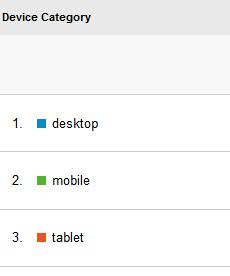 Device Category
1. desktop
2. mobile
3. tablet